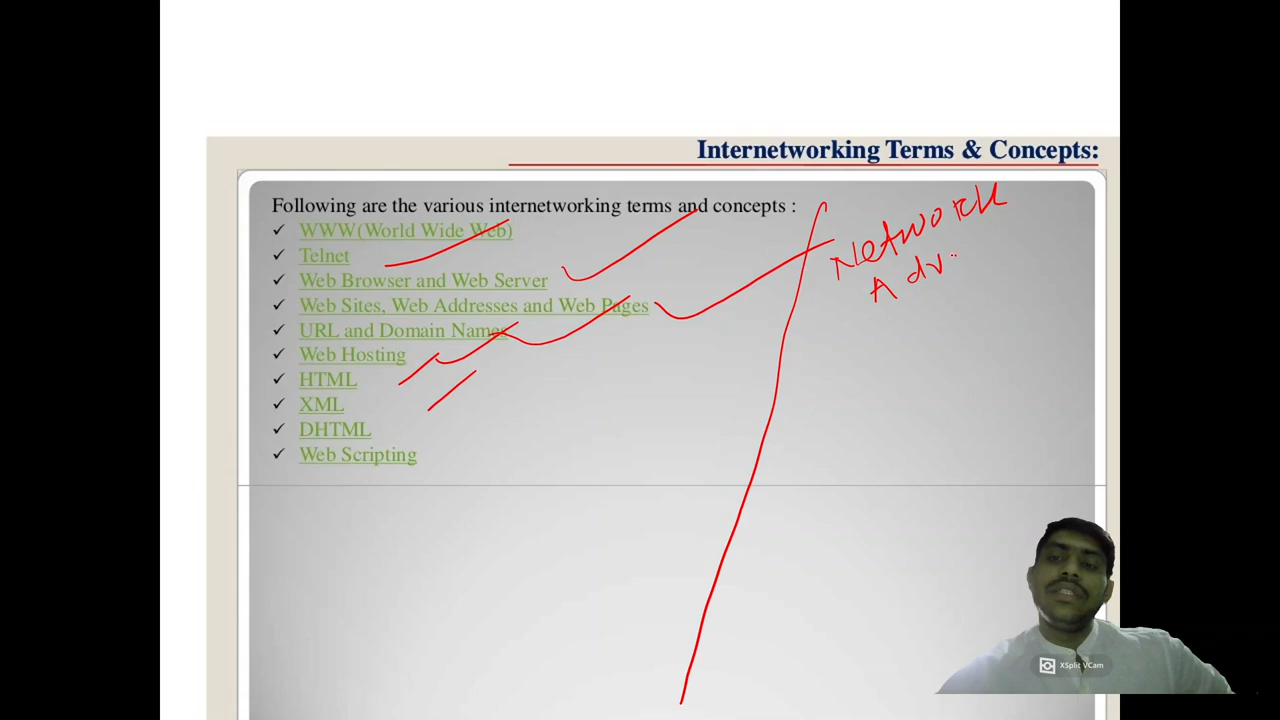 Internetworking Terms & Concepts:
Following are the various internetworking terms and concepts :
WWW(World Wide Web)
Telnet
Web Browser and Web Server
Web Sites, Web Addresses and Web Pages
URL and Domain Names
Web Hosting
HTML
XML
DHTML
Web Scripting
Network
Adv..
XSplit VCam